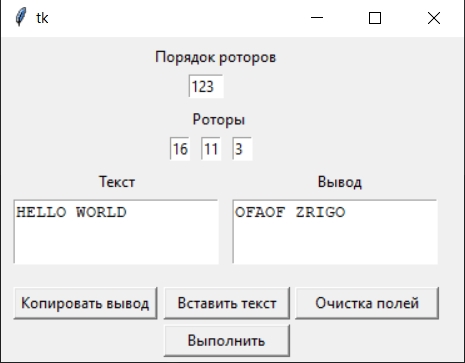 tk
Порядок роторов
123
Роторы
16 11 3
Текст Вывод
HELLO WORLD OFAOF ZRIGO
Копировать вывод Вставить текст Очистка полей
Выполнить